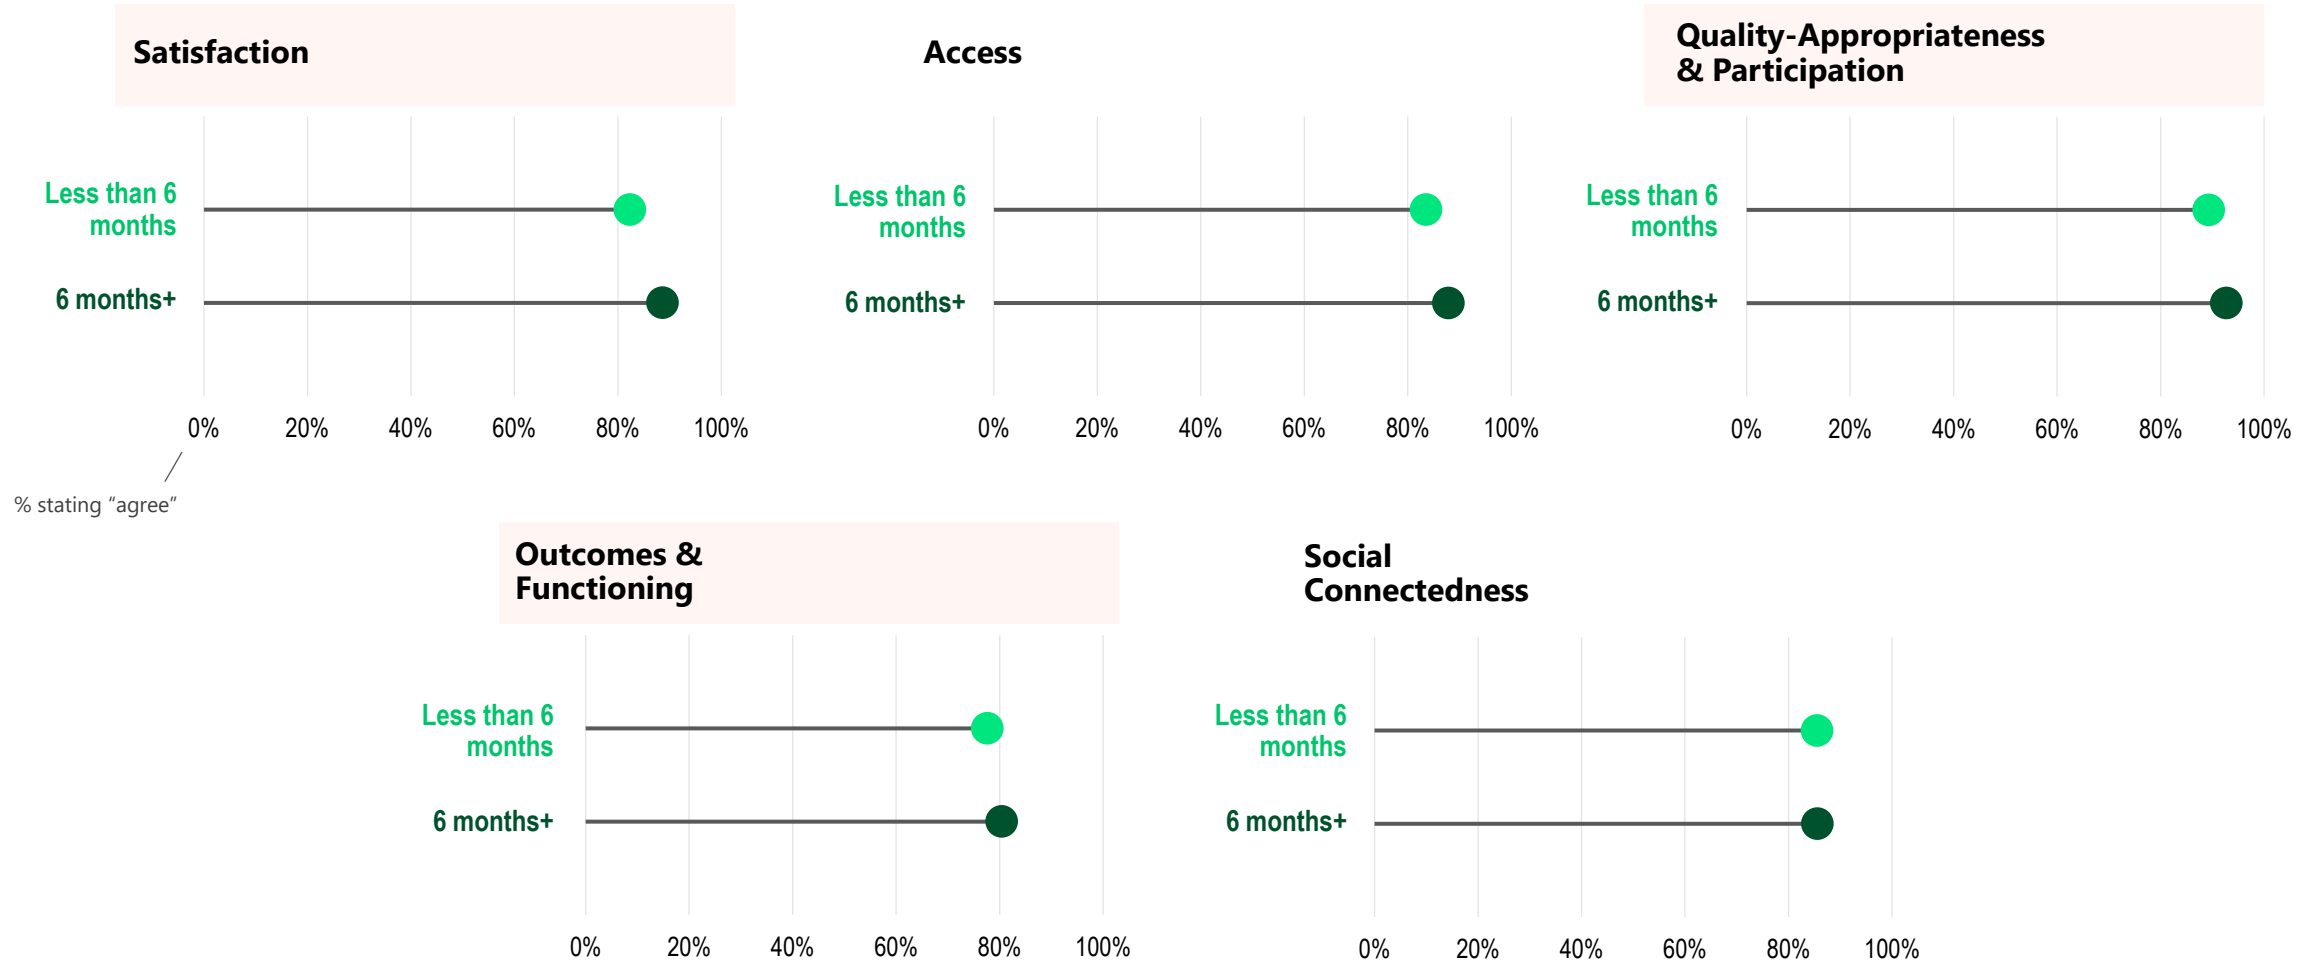 Satisfaction
Less than 6
months
6 months+
0% 20% 40% 60% 80% 100%
% stating “agree”
Access
Less than 6
months
6 months+
0% 20% 40% 60% 80% 100%
Quality-Appropriateness
& Participation
Less than 6
months
6 months+
0% 20% 40% 60% 80% 100%
Outcomes &
Functioning
Less than 6
months
6 months+
0% 20% 40% 60% 80% 100%
Social
Connectedness
Less than 6
months
6 months+
0% 20% 40% 60% 80% 100%